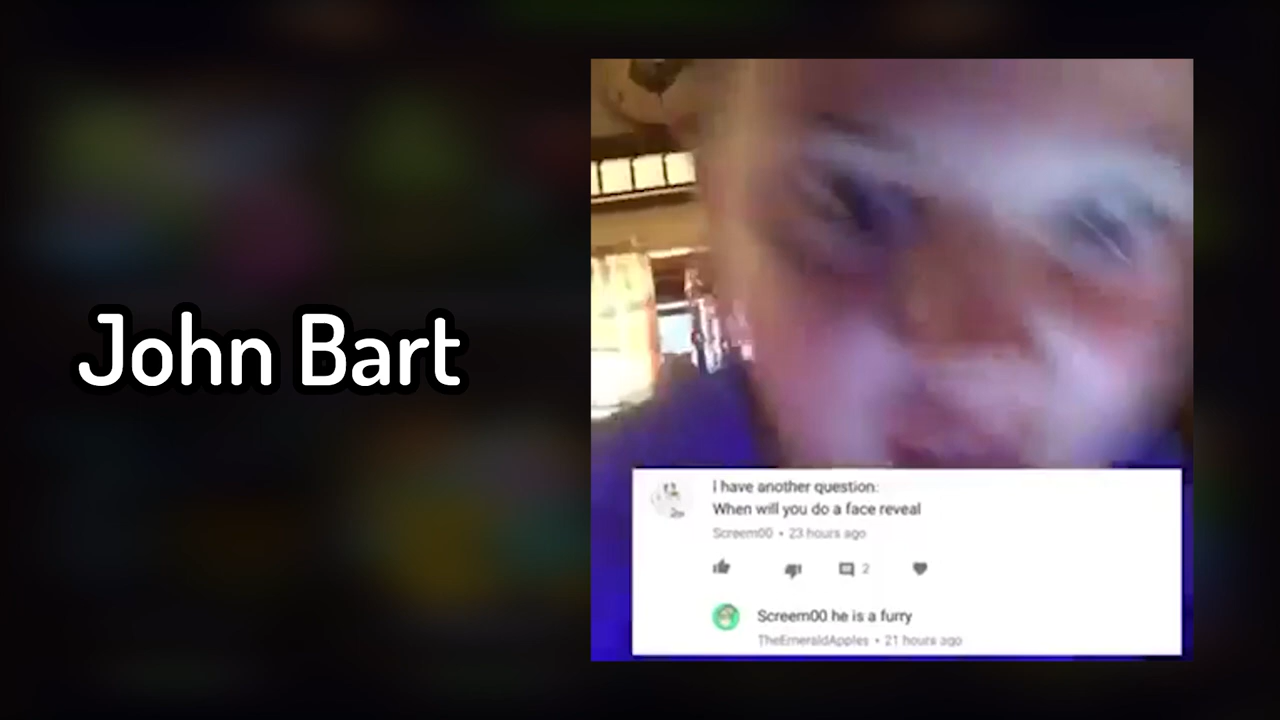 John Bart
i have another question:
When will you do a face reveal
Screem00 • 23 hours ago
2
Screem00 he is a furry
TheEmeraldApples • 21 hours ago